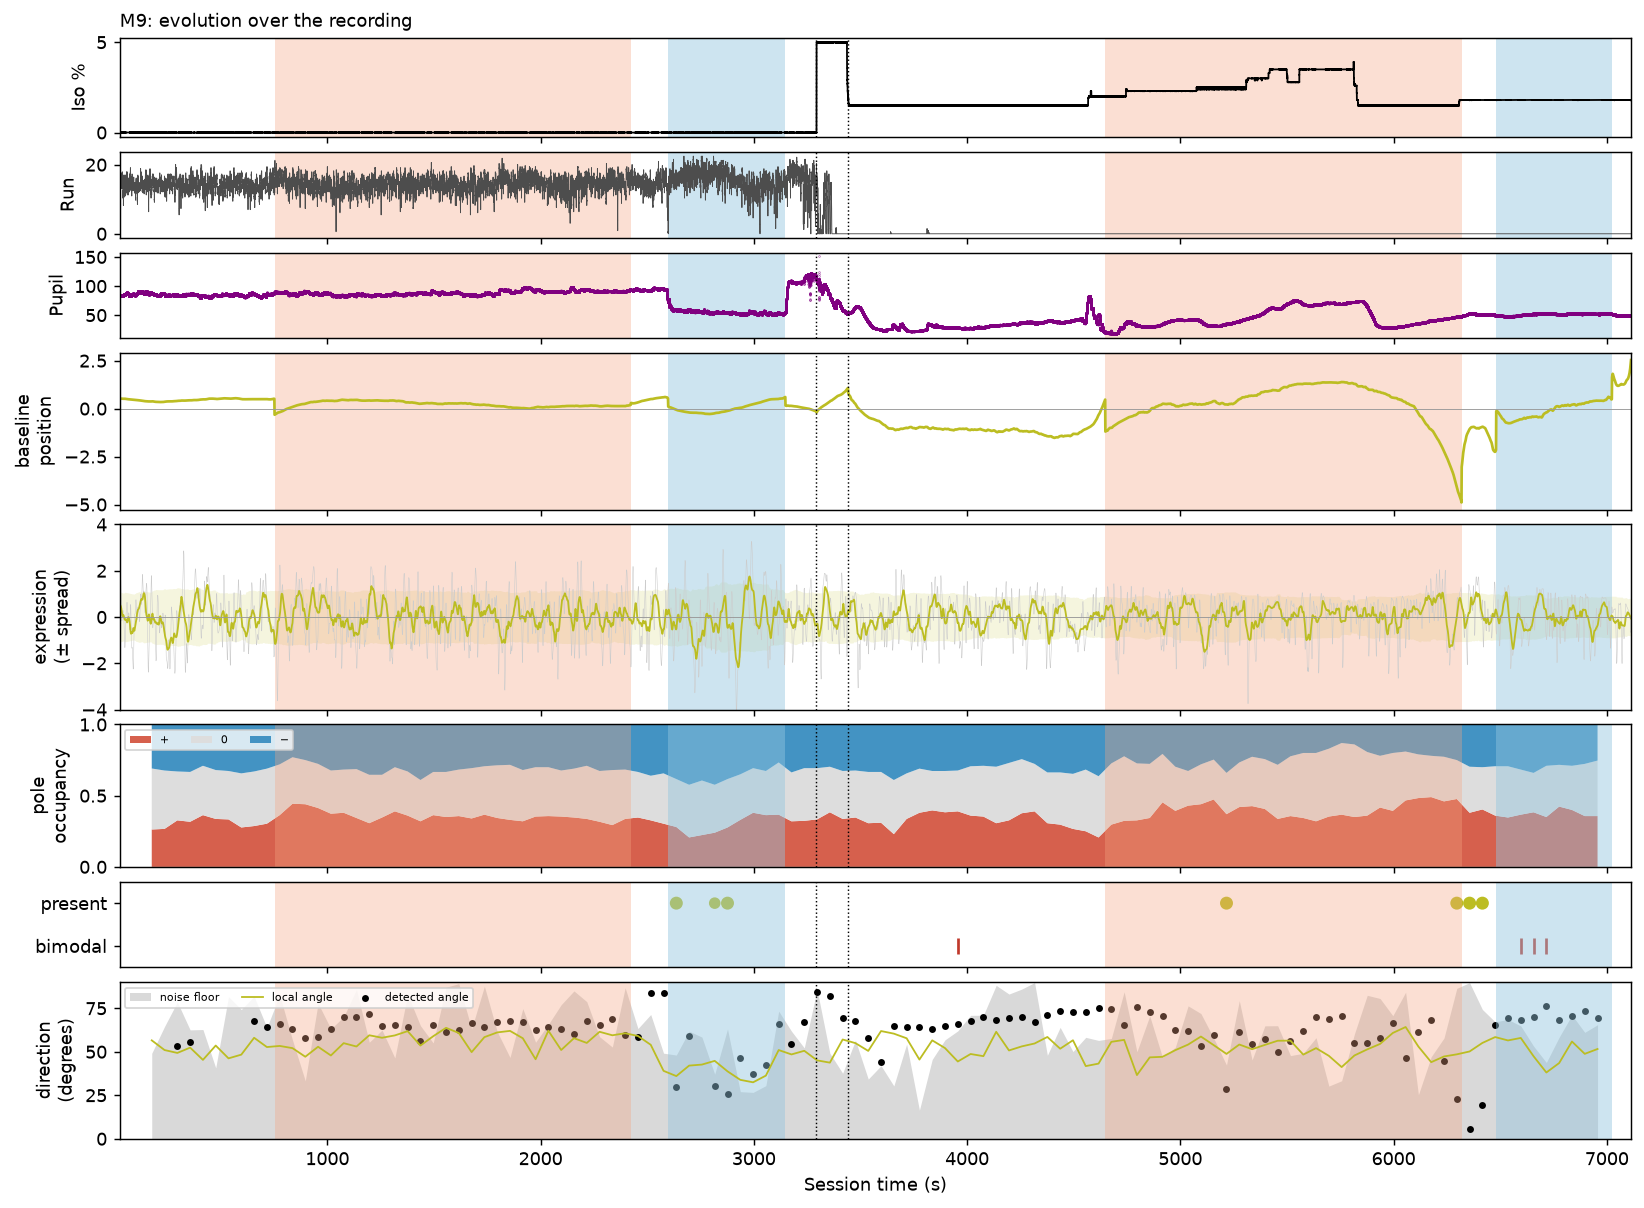 M9: evolution over the recording
Iso %
5
0
Run
20
0
Pupil
150
100
50
baseline
position
2.5
0.0
−2.5
−5.0
expression
(± spread)
4
2
0
−2
−4
pole
occupancy
1.0
0.5
0.0
+ 0 −
present
bimodal
direction
(degrees)
75
50
25
0
noise floor local angle detected angle
1000 2000 3000 4000 5000 6000 7000
Session time (s)